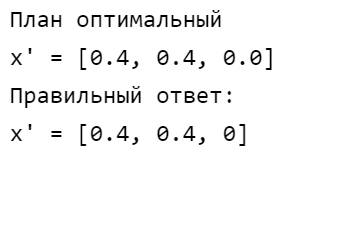 План оптимальный
x' = [0.4, 0.4, 0.0]
Правильный ответ:
x' = [0.4, 0.4, 0]